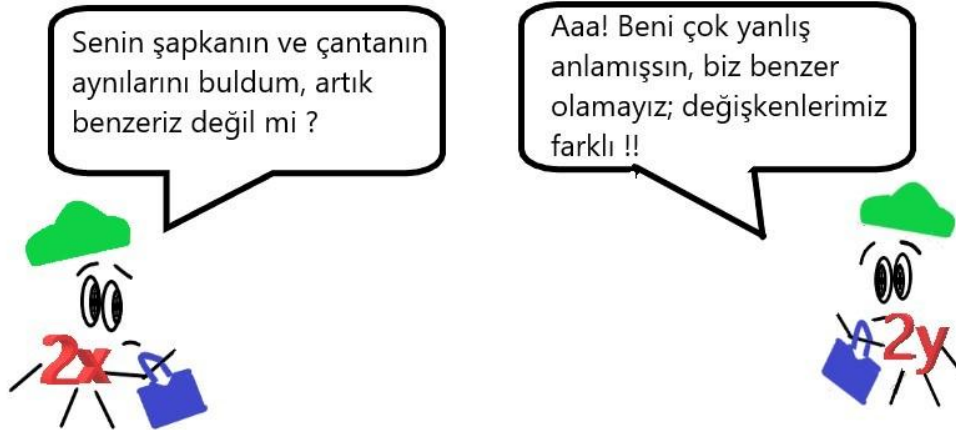 Senin şapkanın ve çantanın
aynılarını buldum, artık
benzeriz değil mi ?
Aaa! Beni çok yanlış
anlamışsın, biz benzer
olamayız; değişkenlerimiz
farklı !!
2x
2y